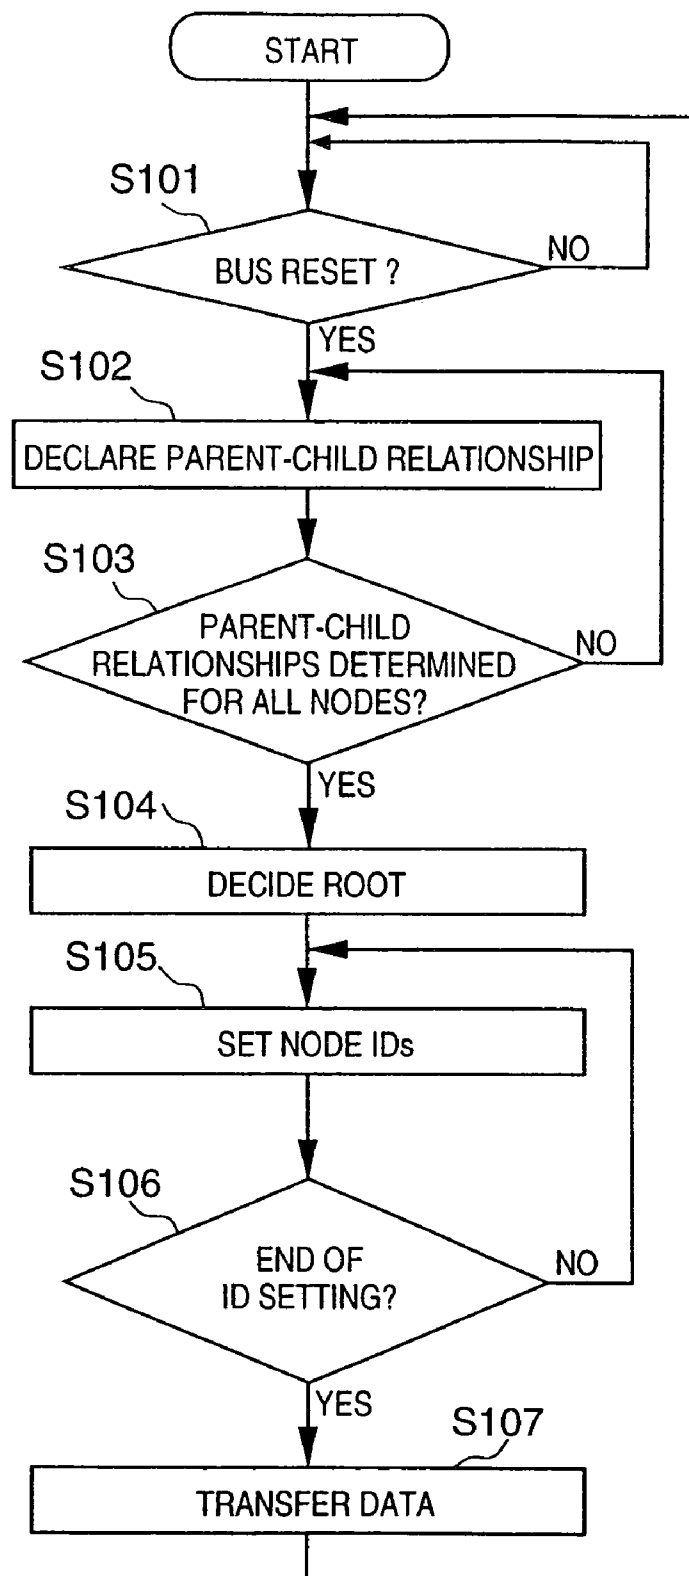 START
S101
BUS RESET ?
NO
YES
S102
DECLARE PARENT-CHILD RELATIONSHIP
S103
PARENT-CHILD
RELATIONSHIPS DETERMINED
FOR ALL NODES?
NO
YES
S104
DECIDE ROOT
S105
SET NODE IDs
S106
END OF
ID SETTING?
NO
YES
S107
TRANSFER DATA